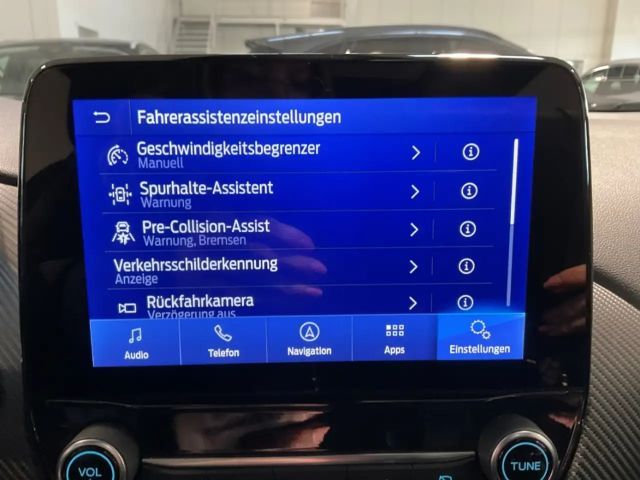 Fahrerassistenzeinstellungen
Geschwindigkeitsbegrenzer
Manuell
Spurhalte-Assistent
Warnung
Pre-Collision-Assist
Warnung, Bremsen
Verkehrsschilderkennung
Anzeige
Rückfahrkamera
Verzögerung aus
Audio
Telefon
Navigation
Apps
Einstellungen
VOL
TUNE